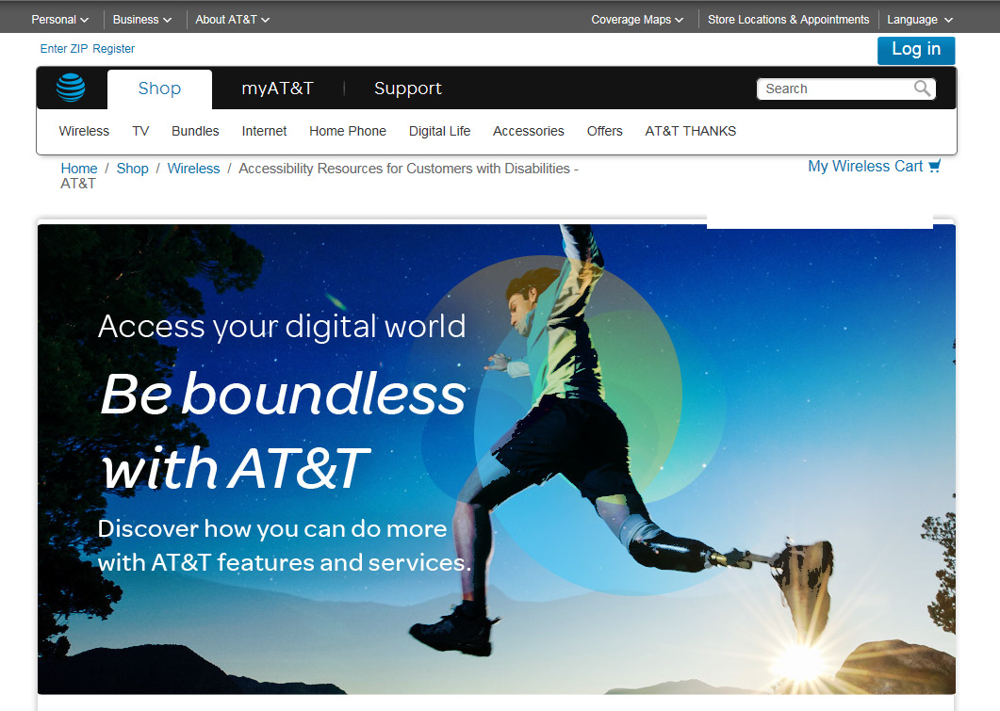 Personal Business About AT&T Coverage Maps Store Locations & Appointments Language
Enter ZIP Register
Log in
Shop myAT&T Support Search
Wireless TV Bundles Internet Home Phone Digital Life Accessories Offers AT&T THANKS
Home / Shop / Wireless / Accessibility Resources for Customers with Disabilities -
AT&T
My Wireless Cart
Access your digital world
Be boundless
with AT&T
Discover how you can do more
with AT&T features and services.